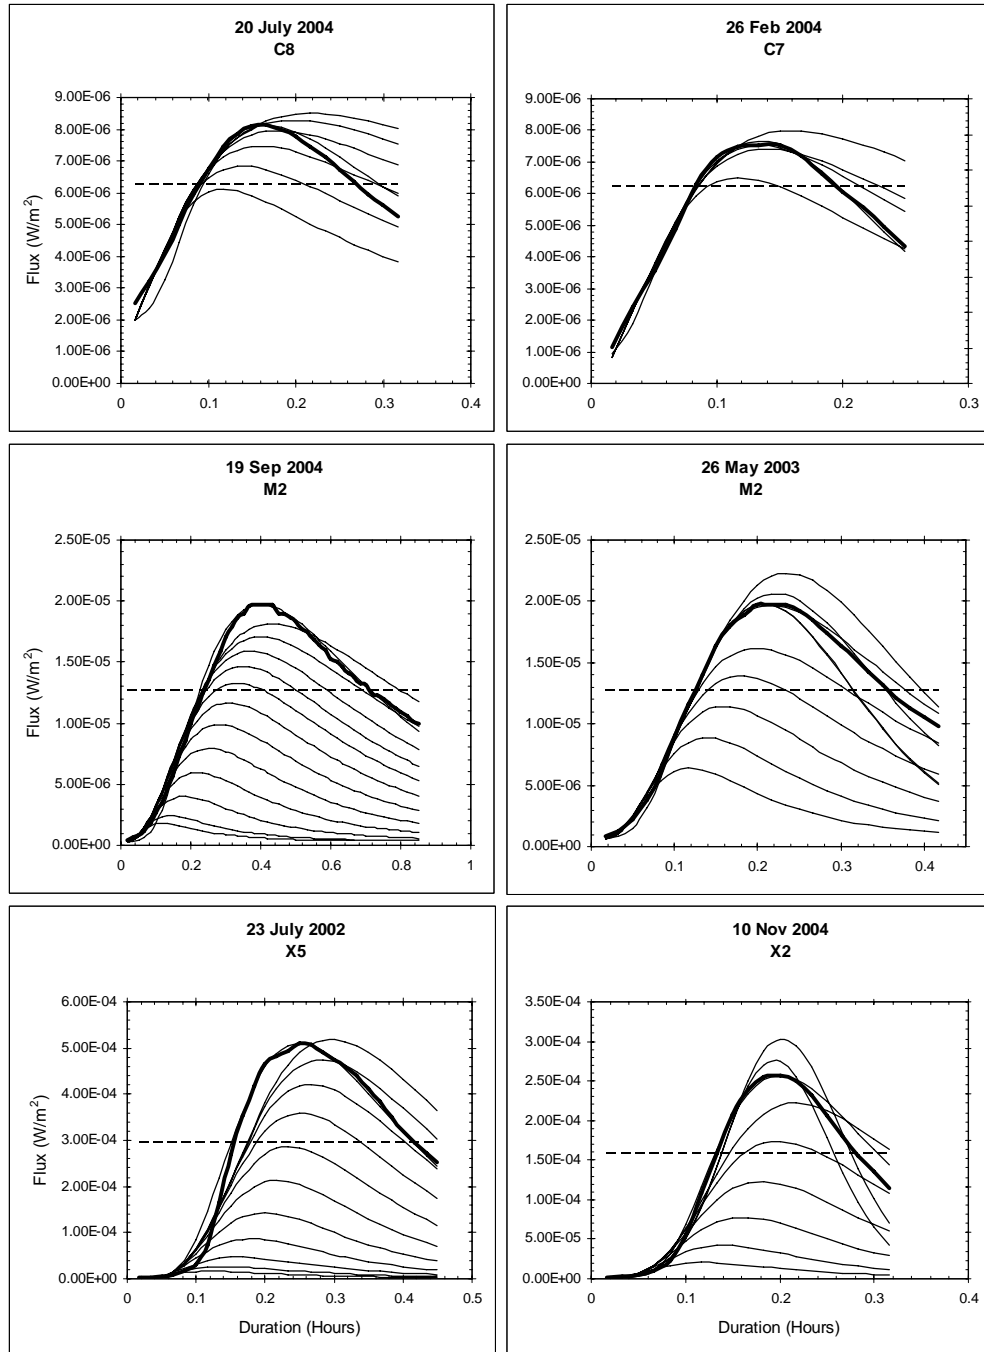 20 July 2004
C8
Flux (W/m²)
9.00E-06
8.00E-06
7.00E-06
6.00E-06
5.00E-06
4.00E-06
3.00E-06
2.00E-06
1.00E-06
0.00E+00
0 0.1 0.2 0.3 0.4
26 Feb 2004
C7
9.00E-06
8.00E-06
7.00E-06
6.00E-06
5.00E-06
4.00E-06
3.00E-06
2.00E-06
1.00E-06
0.00E+00
0 0.1 0.2 0.3
19 Sep 2004
M2
Flux (W/m²)
2.50E-05
2.00E-05
1.50E-05
1.00E-05
5.00E-06
0.00E+00
0 0.2 0.4 0.6 0.8 1
26 May 2003
M2
2.50E-05
2.00E-05
1.50E-05
1.00E-05
5.00E-06
0.00E+00
0 0.1 0.2 0.3 0.4
23 July 2002
X5
Flux (W/m²)
6.00E-04
5.00E-04
4.00E-04
3.00E-04
2.00E-04
1.00E-04
0.00E+00
0 0.1 0.2 0.3 0.4 0.5
Duration (Hours)
10 Nov 2004
X2
3.50E-04
3.00E-04
2.50E-04
2.00E-04
1.50E-04
1.00E-04
5.00E-05
0.00E+00
0 0.1 0.2 0.3 0.4
Duration (Hours)